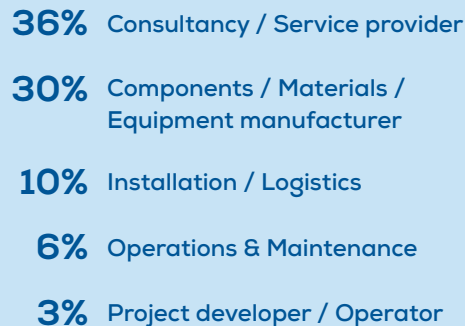 36% Consultancy / Service provider
30% Components / Materials /
Equipment manufacturer
10% Installation / Logistics
6% Operations & Maintenance
3% Project developer / Operator